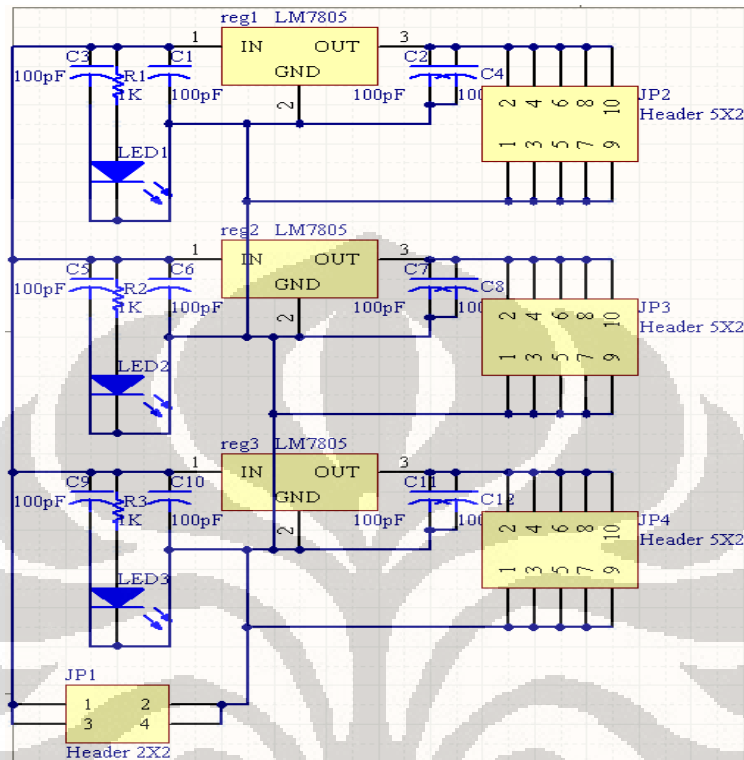 reg1 LM7805
1 IN OUT 3
GND
2
C3
100pF
R1
1K
C1
100pF
C2
100pF
C4
2 4 6 8 10
1 3 5 7 9
JP2
Header 5X2
LED1
reg2 LM7805
1 IN OUT 3
GND
2
C5
100pF
R2
1K
C6
100pF
C7
100pF
C8
2 4 6 8 10
1 3 5 7 9
JP3
Header 5X2
LED2
reg3 LM7805
1 IN OUT 3
GND
2
C9
100pF
R3
1K
C10
100pF
C11
100pF
C12
2 4 6 8 10
1 3 5 7 9
JP4
Header 5X2
LED3
JP1
1 2
3 4
Header 2X2